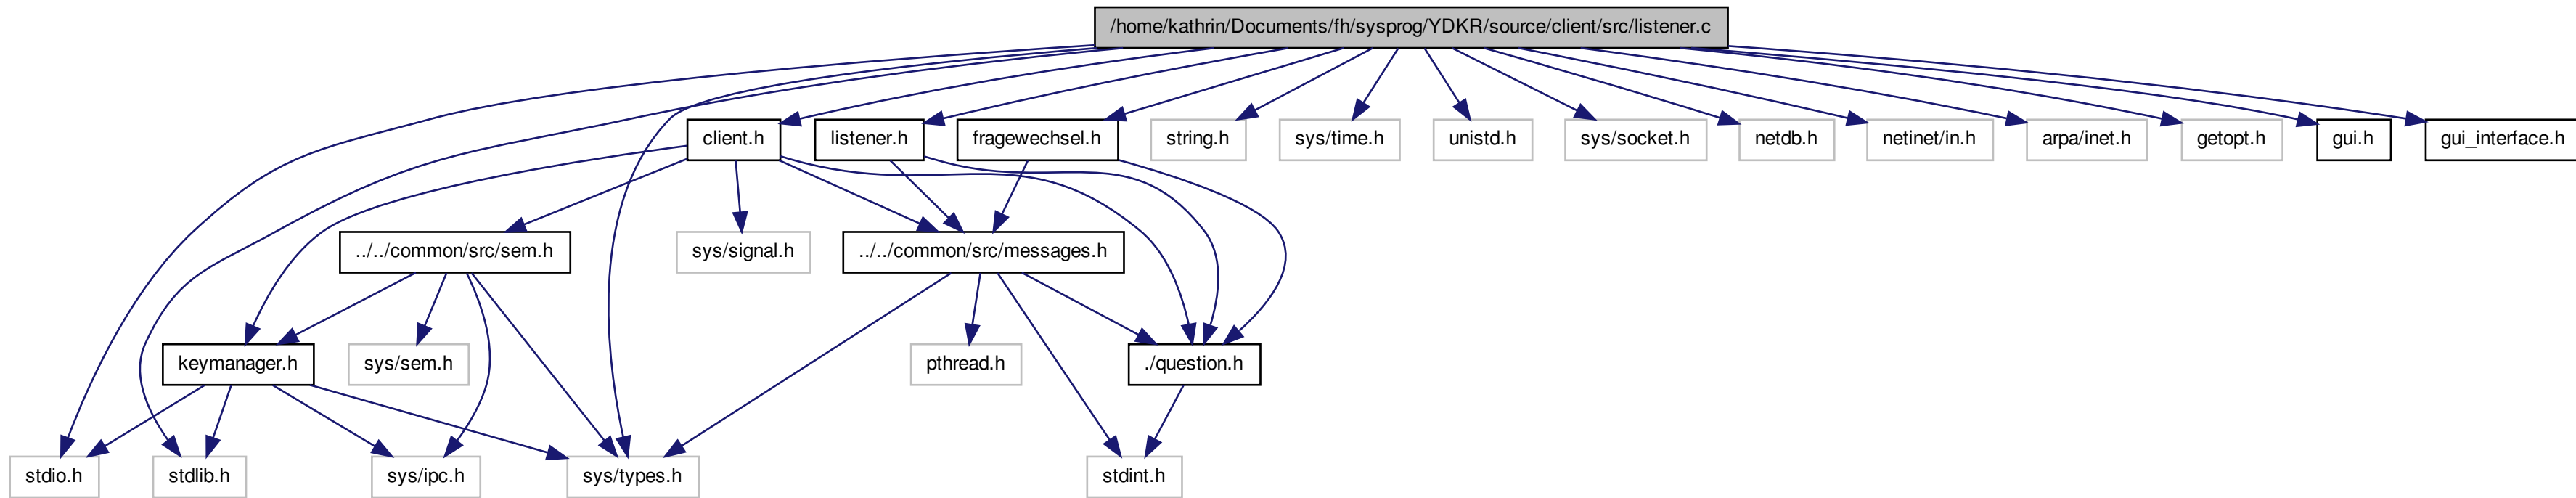 /home/kathrin/Documents/fh/sysprog/YDKR/source/client/src/listener.c
client.h
listener.h
fragewechsel.h
string.h
sys/time.h
unistd.h
sys/socket.h
netdb.h
netinet/in.h
arpa/inet.h
getopt.h
gui.h
gui_interface.h
../../common/src/sem.h
sys/signal.h
../../common/src/messages.h
keymanager.h
sys/sem.h
pthread.h
./question.h
stdio.h
stdlib.h
sys/ipc.h
sys/types.h
stdint.h